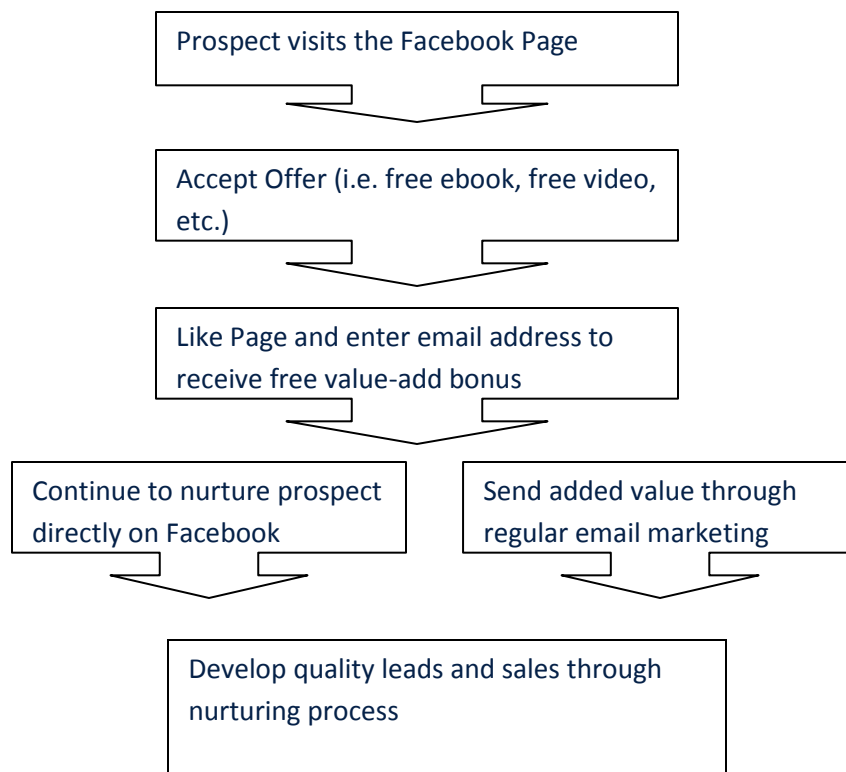 Prospect visits the Facebook Page
Accept Offer (i.e. free ebook, free video,
etc.)
Like Page and enter email address to
receive free value-add bonus
Continue to nurture prospect
directly on Facebook
Send added value through
regular email marketing
Develop quality leads and sales through
nurturing process